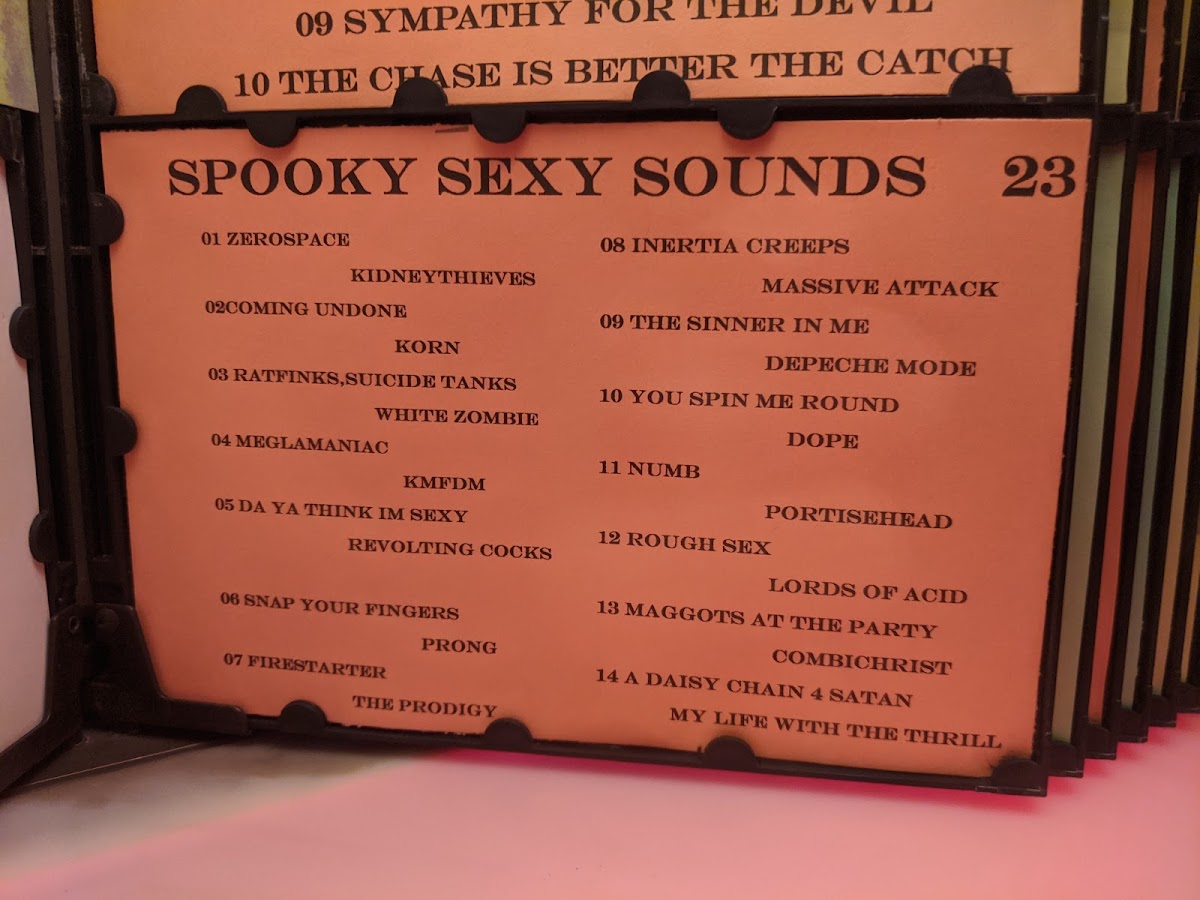 09 SYMPATHY FOR THE DEVIL
10 THE CHASE IS BETTER THE CATCH
SPOOKY SEXY SOUNDS 23
01 ZEROSPACE
KIDNEYTHIEVES
02COMING UNDONE
KORN
03 RATFINKS,SUICIDE TANKS
WHITE ZOMBIE
04 MEGLAMANIAC
KMFDM
05 DA YA THINK IM SEXY
REVOLTING COCKS
06 SNAP YOUR FINGERS
PRONG
07 FIRESTARTER
THE PRODIGY
08 INERTIA CREEPS
MASSIVE ATTACK
09 THE SINNER IN ME
DEPECHE MODE
10 YOU SPIN ME ROUND
DOPE
11 NUMB
PORTISEHEAD
12 ROUGH SEX
LORDS OF ACID
13 MAGGOTS AT THE PARTY
COMBICHRIST
14 A DAISY CHAIN 4 SATAN
MY LIFE WITH THE THRILL